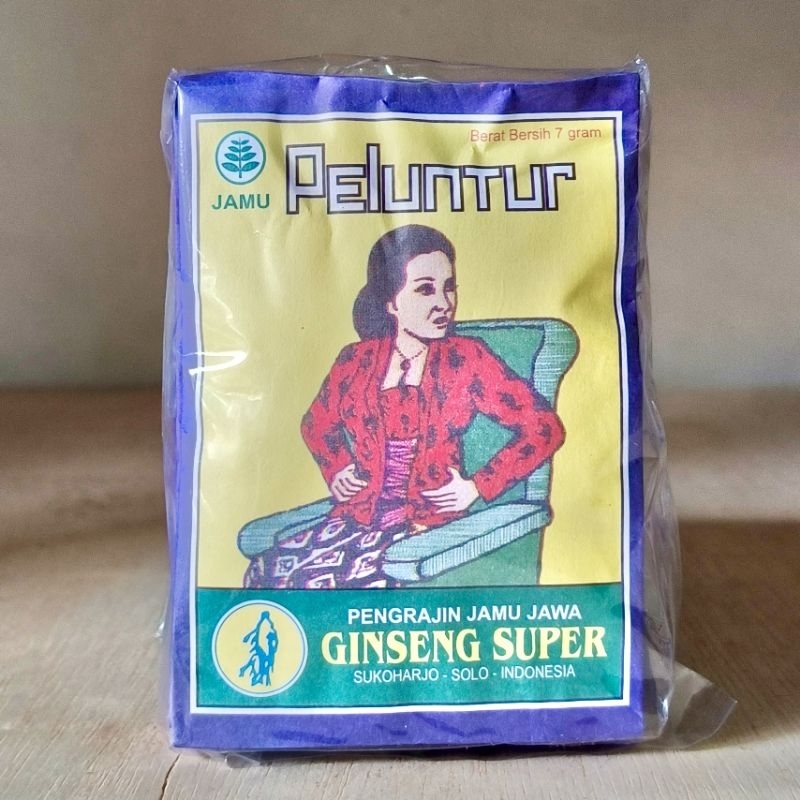 Berat Bersih 7 gram
JAMU
Peluntur
PENGRAJIN JAMU JAWA
GINSENG SUPER
SUKOHARJO - SOLO - INDONESIA